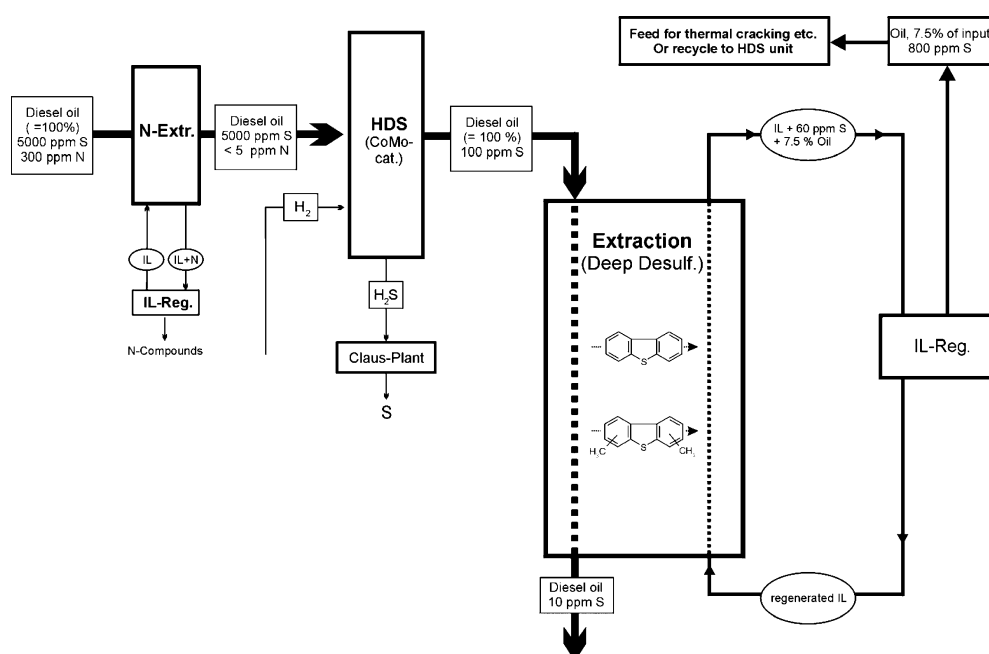 Diesel oil
( =100%)
5000 ppm S
300 ppm N
N-Extr.
Diesel oil
5000 ppm S
< 5 ppm N
IL
IL+N
IL-Reg.
N-Compounds
H2
HDS
(CoMo-
cat.)
H2S
Claus-Plant
S
Diesel oil
(= 100 %)
100 ppm S
Extraction
(Deep Desulf.)
S
S
H3C
CH3
Diesel oil
10 ppm S
IL + 60 ppm S
+ 7.5 % Oil
IL-Reg.
regenerated IL
Oil, 7.5% of input
800 ppm S
Feed for thermal cracking etc.
Or recycle to HDS unit